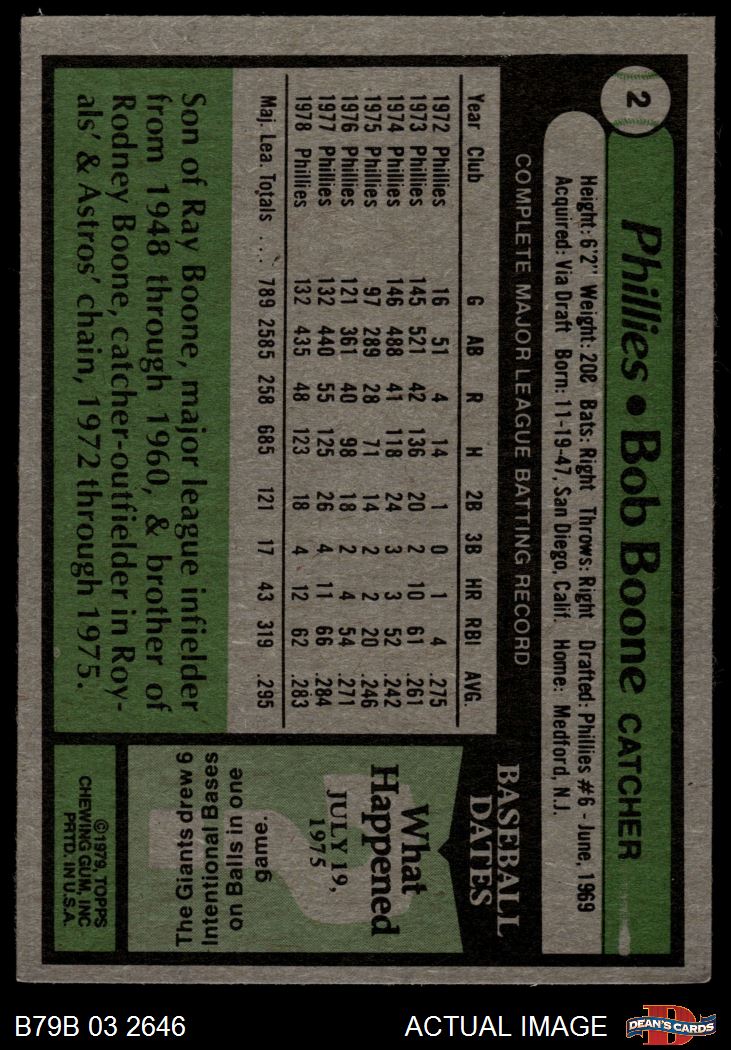 2
Phillies • Bob Boone CATCHER
Height: 6'2" Weight: 208 Bats: Right Throws: Right Drafted: Phillies #6 - June, 1969
Acquired: Via Draft Born: 11-19-47, San Diego, Calif. Home: Medford, N.J.
COMPLETE MAJOR LEAGUE BATTING RECORD
Year Club G AB R H 2B 3B HR RBI AVG.
1972 Phillies 16 51 4 14 1 0 1 4 .275
1973 Phillies 145 521 42 136 20 2 10 61 .261
1974 Phillies 146 488 41 118 24 3 3 52 .242
1975 Phillies 97 289 28 71 14 2 2 20 .246
1976 Phillies 121 361 40 98 18 2 4 54 .271
1977 Phillies 132 440 55 125 26 4 11 66 .284
1978 Phillies 132 435 48 123 18 4 12 62 .283
Maj. Lea. Totals .... 789 2585 258 685 121 17 43 319 .295
Son of Ray Boone, major league infielder
from 1948 through 1960, & brother of
Rodney Boone, catcher-outfielder in Roy-
als' & Astros' chain, 1972 through 1975.
BASEBALL
DATES
What
Happened
JULY 19,
1975
The Giants drew 6
Intentional Bases
on Balls in one
game.
©1979, TOPPS
CHEWING GUM, INC
PRTD. IN U.S.A.
B79B 03 2646 ACTUAL IMAGE
D
DEAN'S CARDS